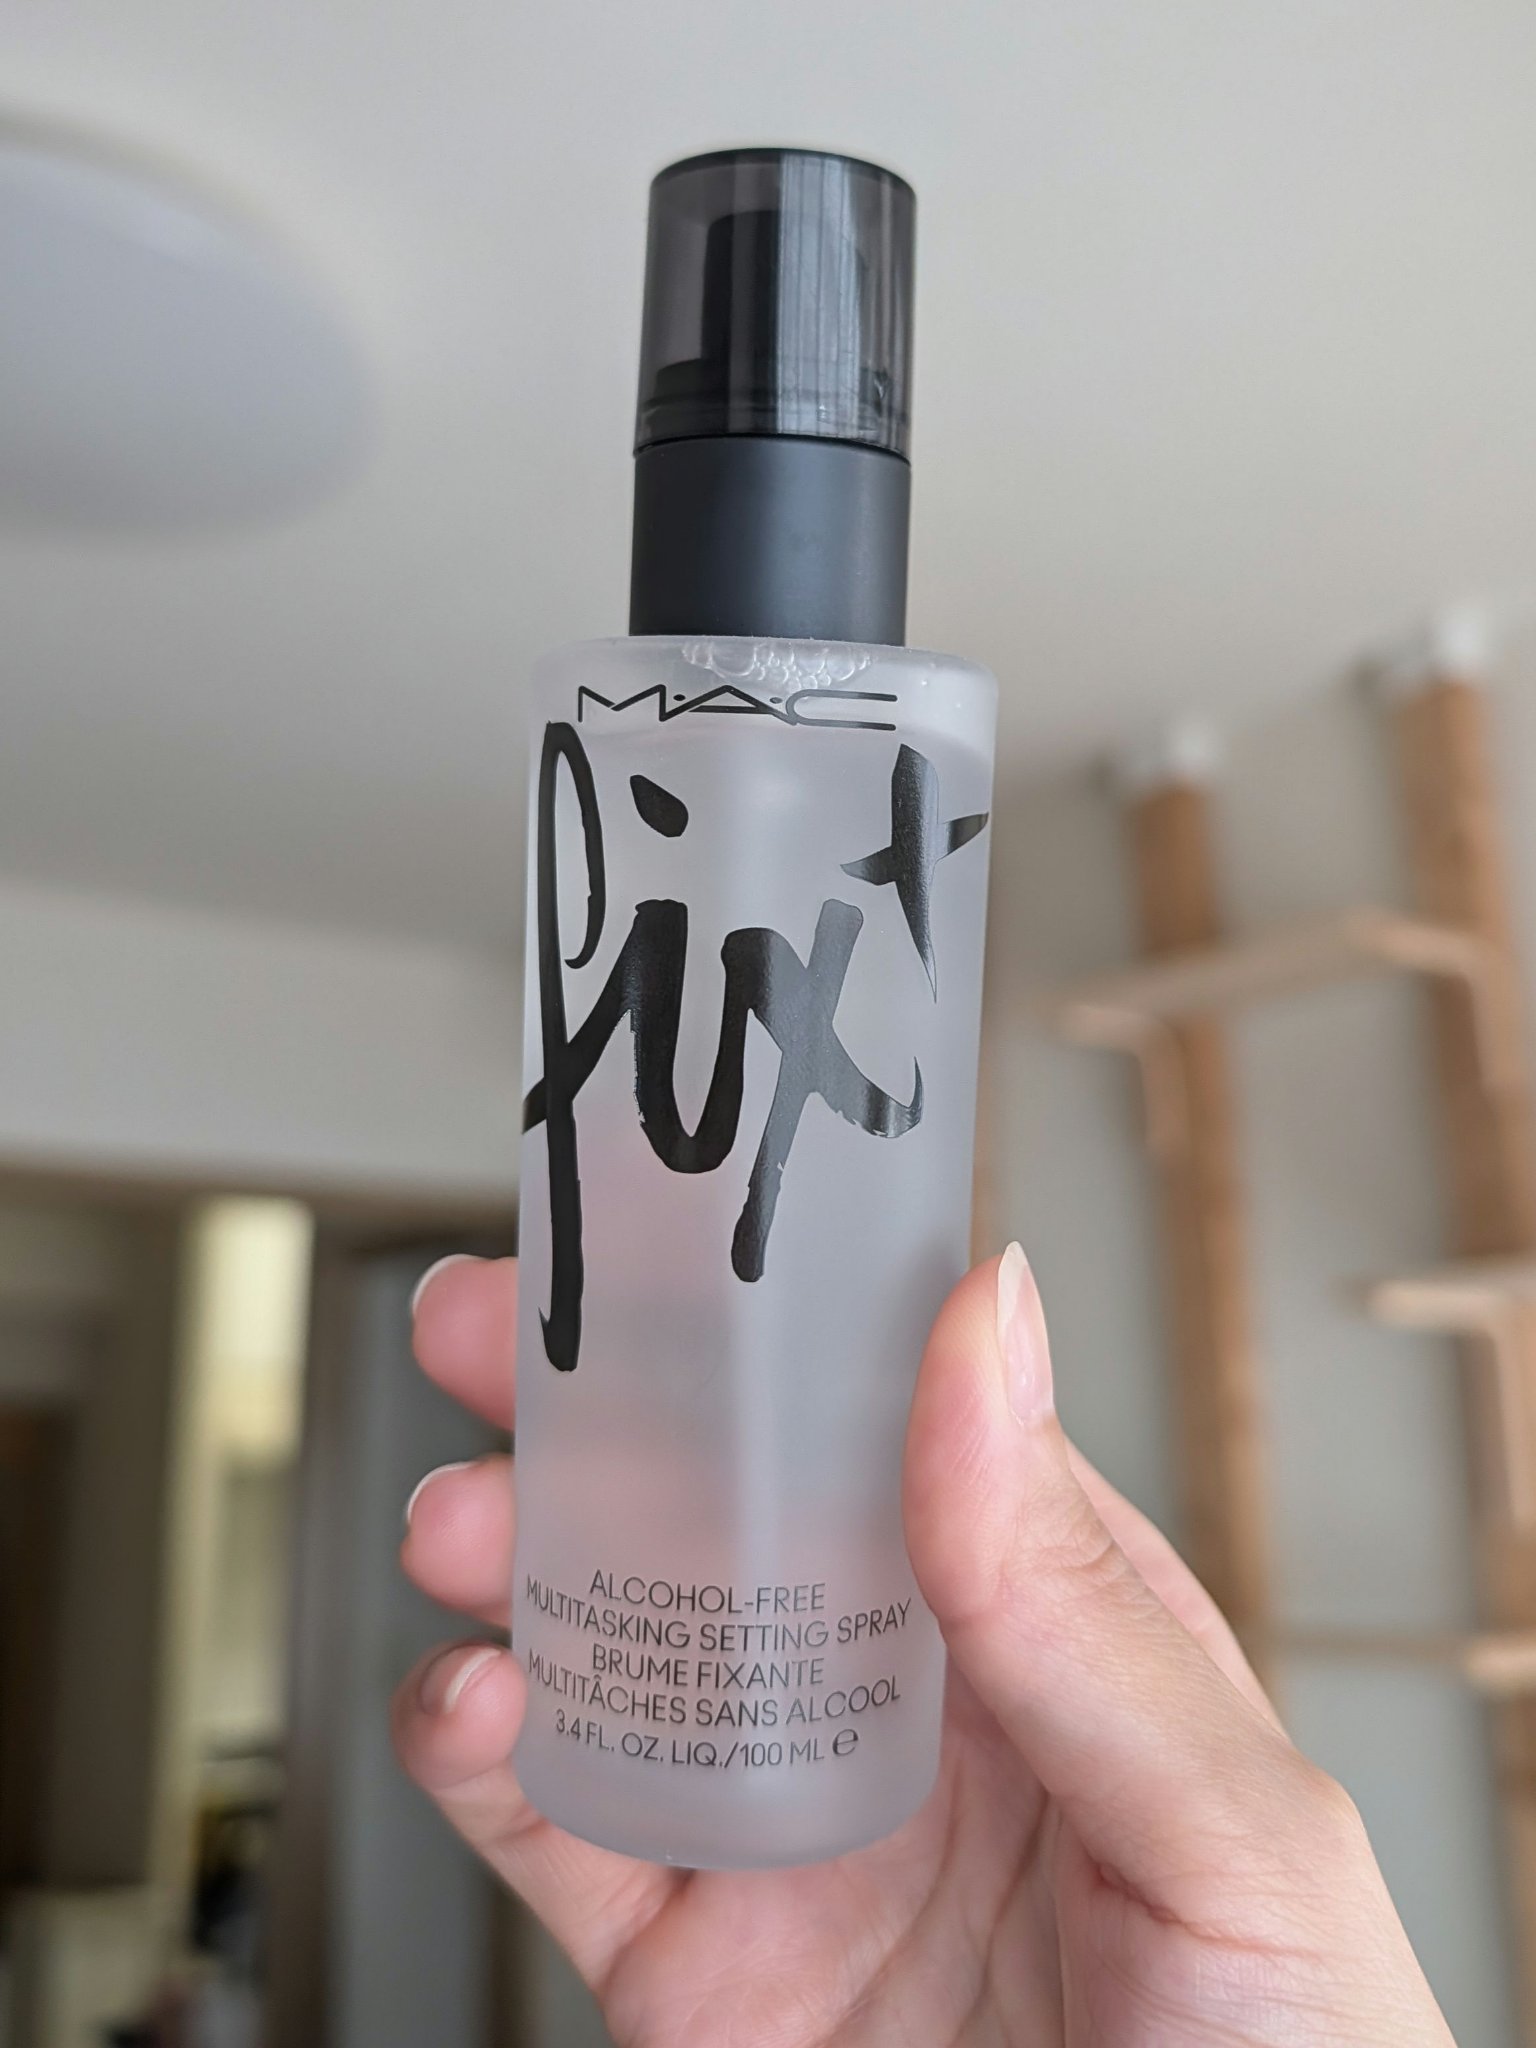 M·A·C
fix+
ALCOHOL-FREE
MULTITASKING SETTING SPRAY
BRUME FIXANTE
MULTITÂCHES SANS ALCOOL
3.4 FL. OZ. LIQ./100 ML ℮